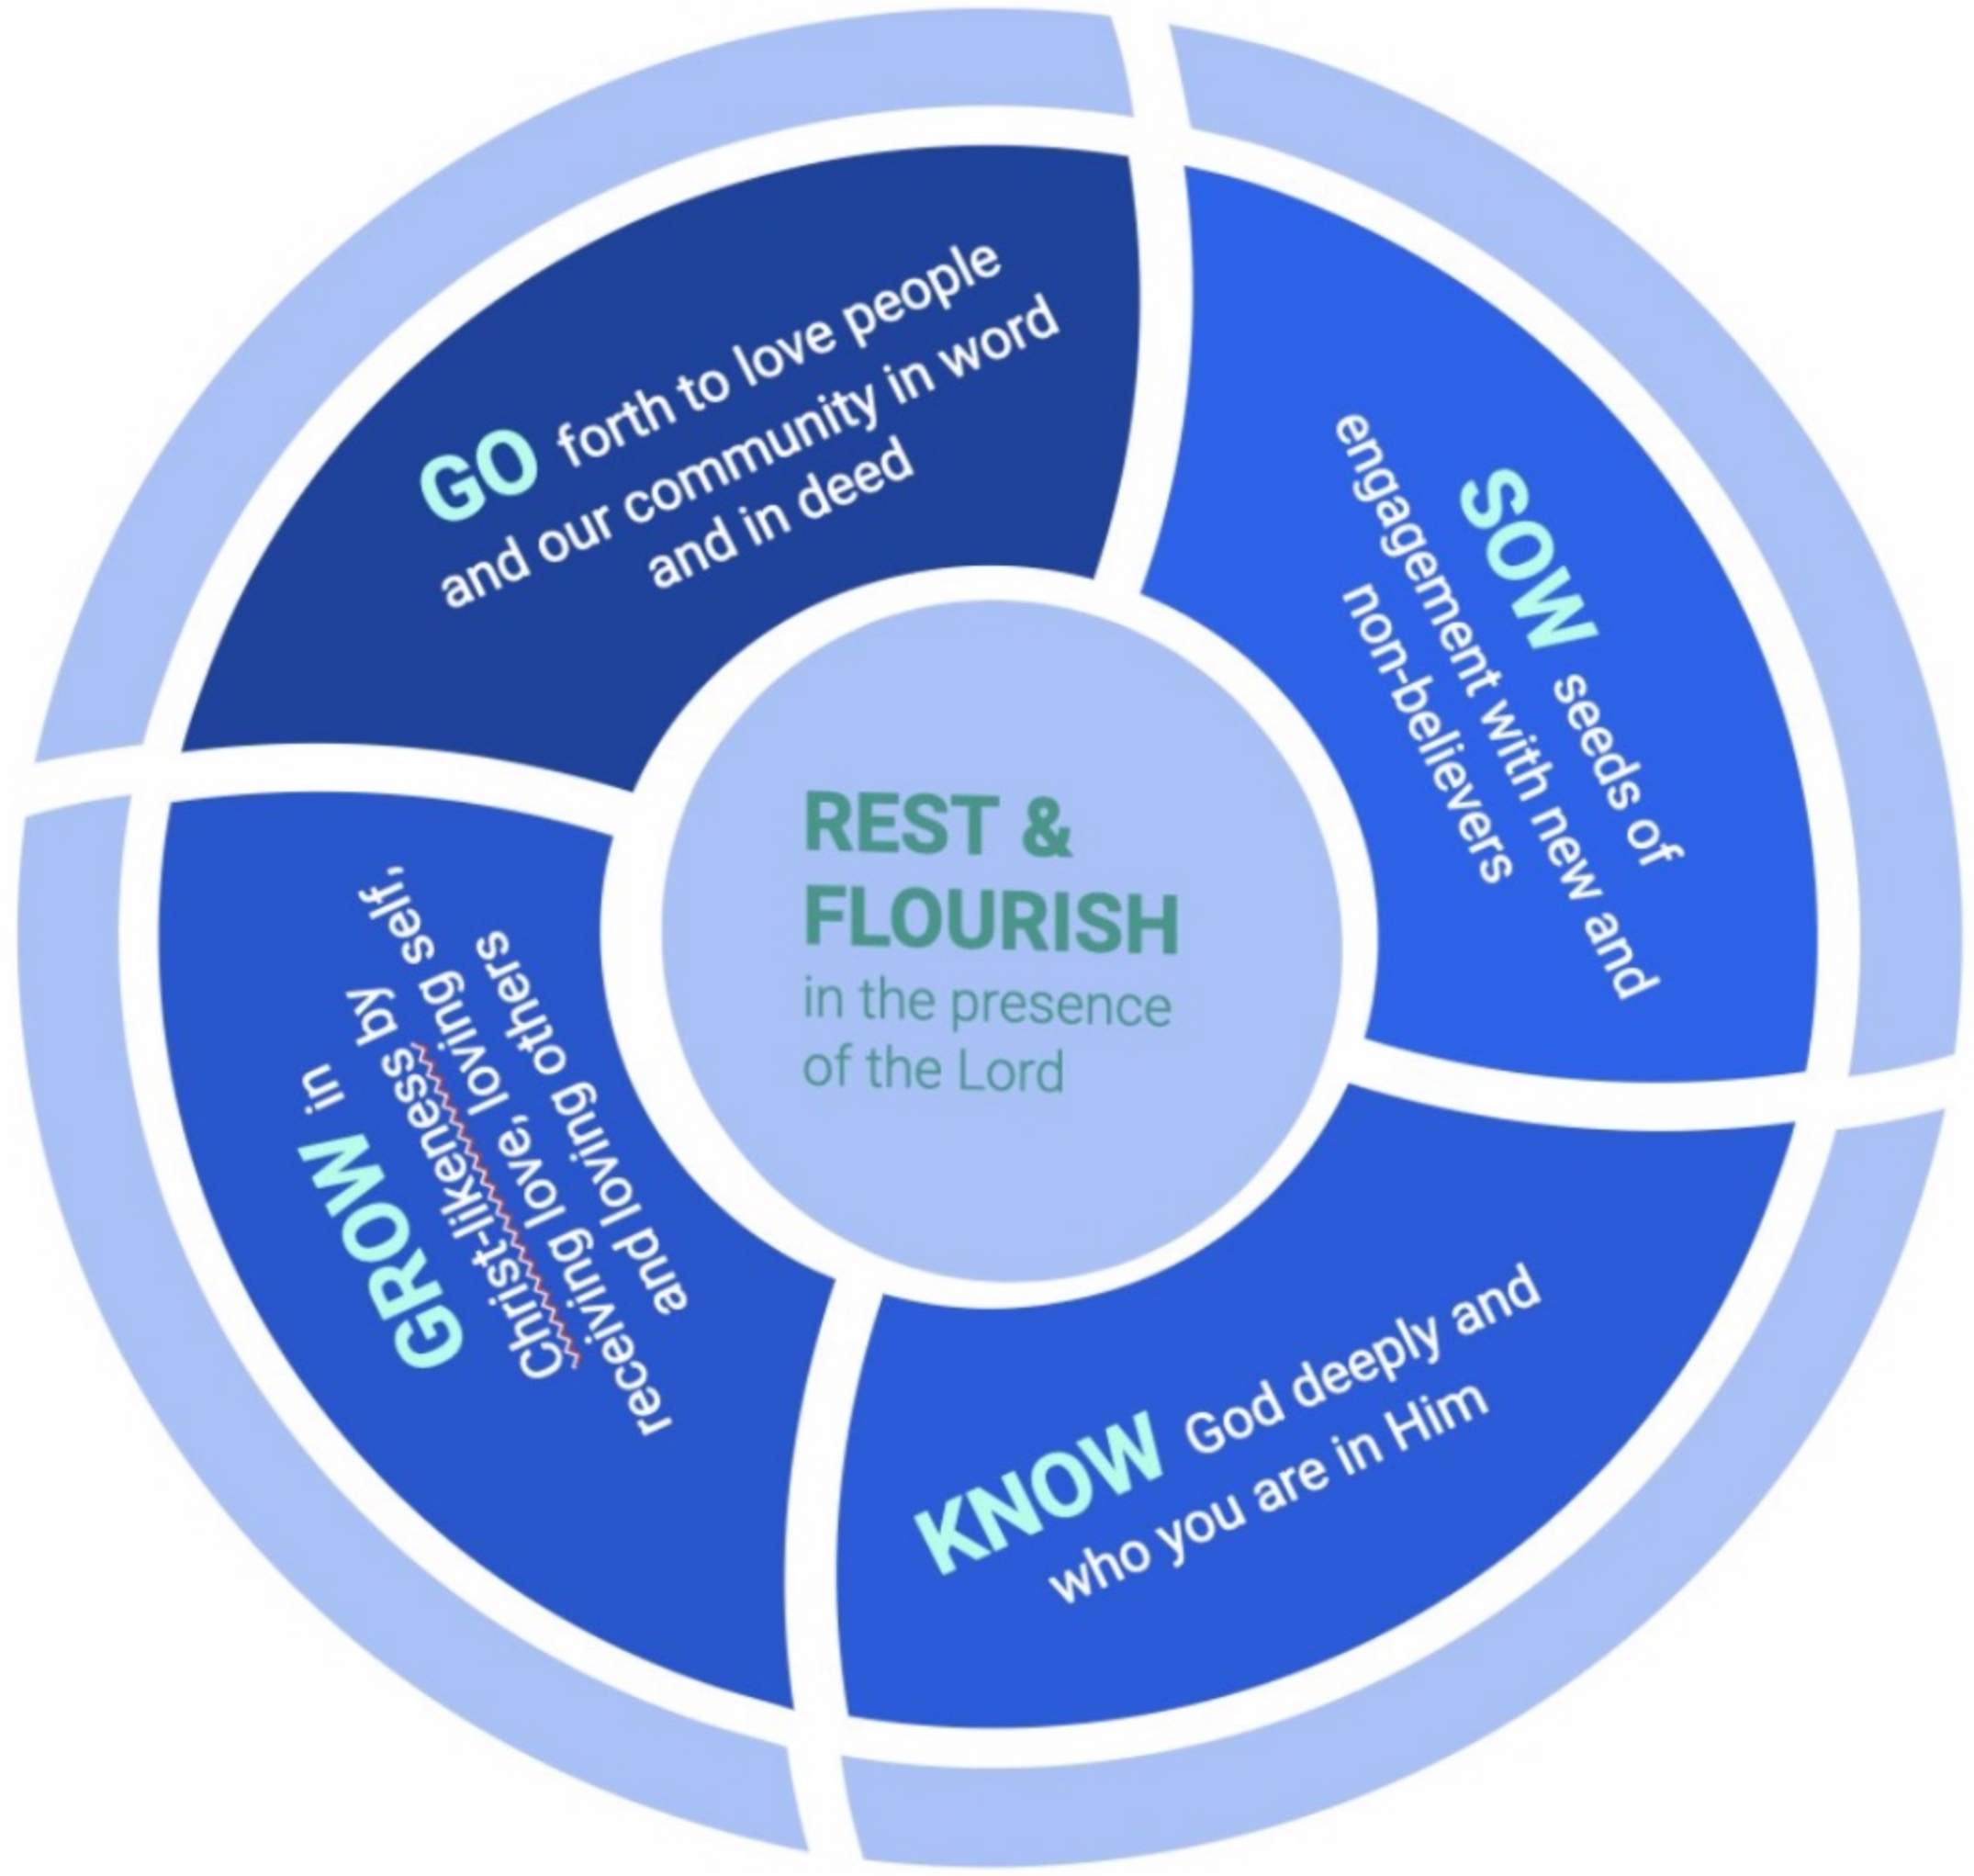 GO forth to love people
and our community in word
and in deed
SOW seeds of
engagement with new and
non-believers
KNOW God deeply and
who you are in Him
GROW in
Christ-likeness by
receiving love, loving self,
and loving others
REST &
FLOURISH
in the presence
of the Lord